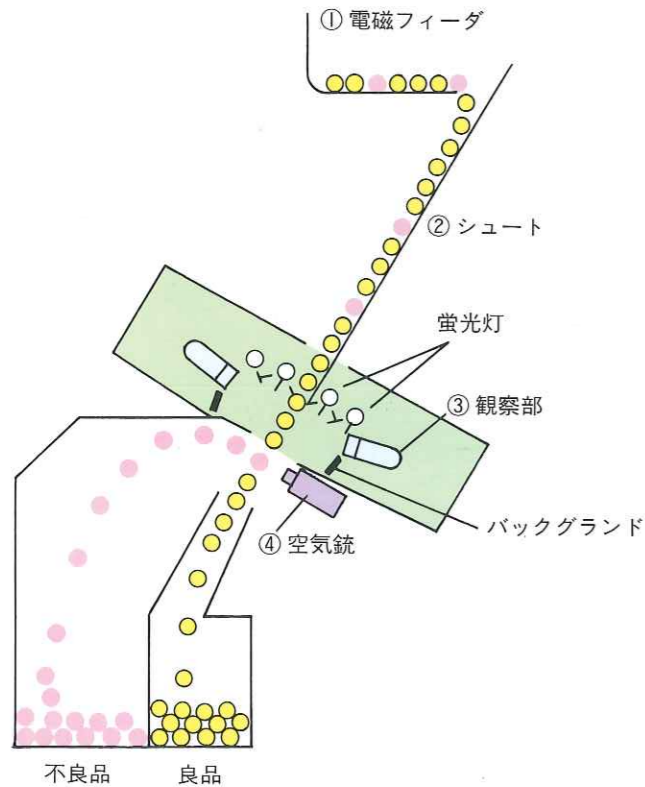 ① 電磁フィーダ
② シュート
蛍光灯
③ 観察部
バックグランド
④ 空気銃
不良品
良品